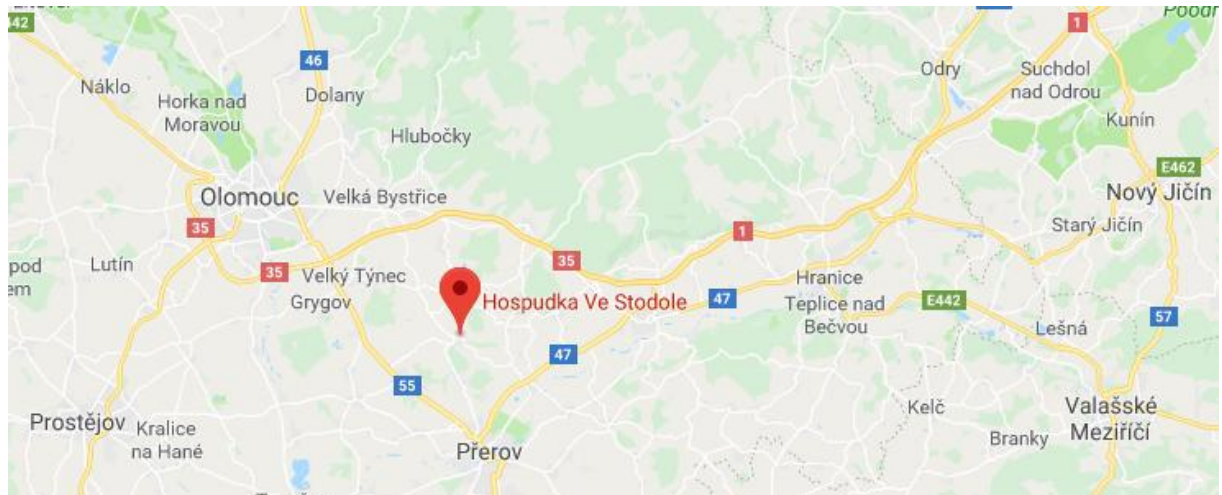 442
Náklo
Horka nad
Moravou
46
Dolany
Hlubočky
Olomouc
Velká Bystřice
35
Lutín
35
Velký Týnec
Grygov
Hospudka Ve Stodole
35
1
47
47
55
Prostějov
Kralice
na Hané
Přerov
Odry
Suchdol
nad Odrou
1
Kunín
E462
Nový Jičín
Starý Jičín
Hranice
Teplice nad
Bečvou
E442
Lešná
57
Kelč
Branky
Valašské
Meziříčí